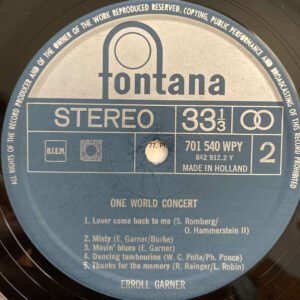 ALL RIGHTS OF THE RECORD PRODUCER AND OF THE OWNER OF THE WORK REPRODUCED RESERVED. COPYING, PUBLIC PERFORMANCE AND BROADCASTING OF THIS RECORD PROHIBITED
fontana
STEREO 33 1/3
B.I.E.M.
701 540 WPY
842 912.2 Y
MADE IN HOLLAND
2
ONE WORLD CONCERT
1. Lover come back to me (S. Romberg/
O. Hammerstein II)
2. Misty (E. Garner/Burke)
3. Movin' blues (E. Garner)
4. Dancing tambourine (W. C. Polla/Ph. Ponce)
5. Thanks for the memory (R. Rainger/L. Robin)
ERROLL GARNER